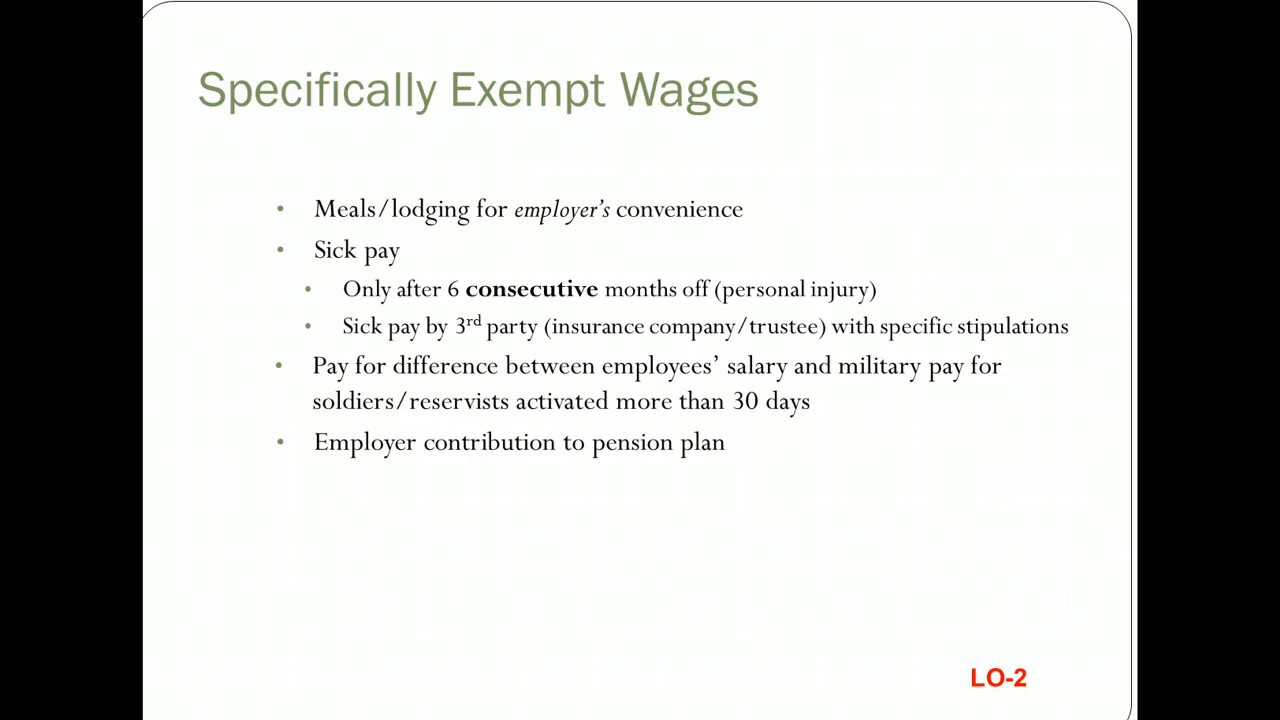 Specifically Exempt Wages
• Meals/lodging for employer's convenience
• Sick pay
• Only after 6 consecutive months off (personal injury)
• Sick pay by 3rd party (insurance company/trustee) with specific stipulations
• Pay for difference between employees' salary and military pay for
soldiers/reservists activated more than 30 days
• Employer contribution to pension plan
LO-2